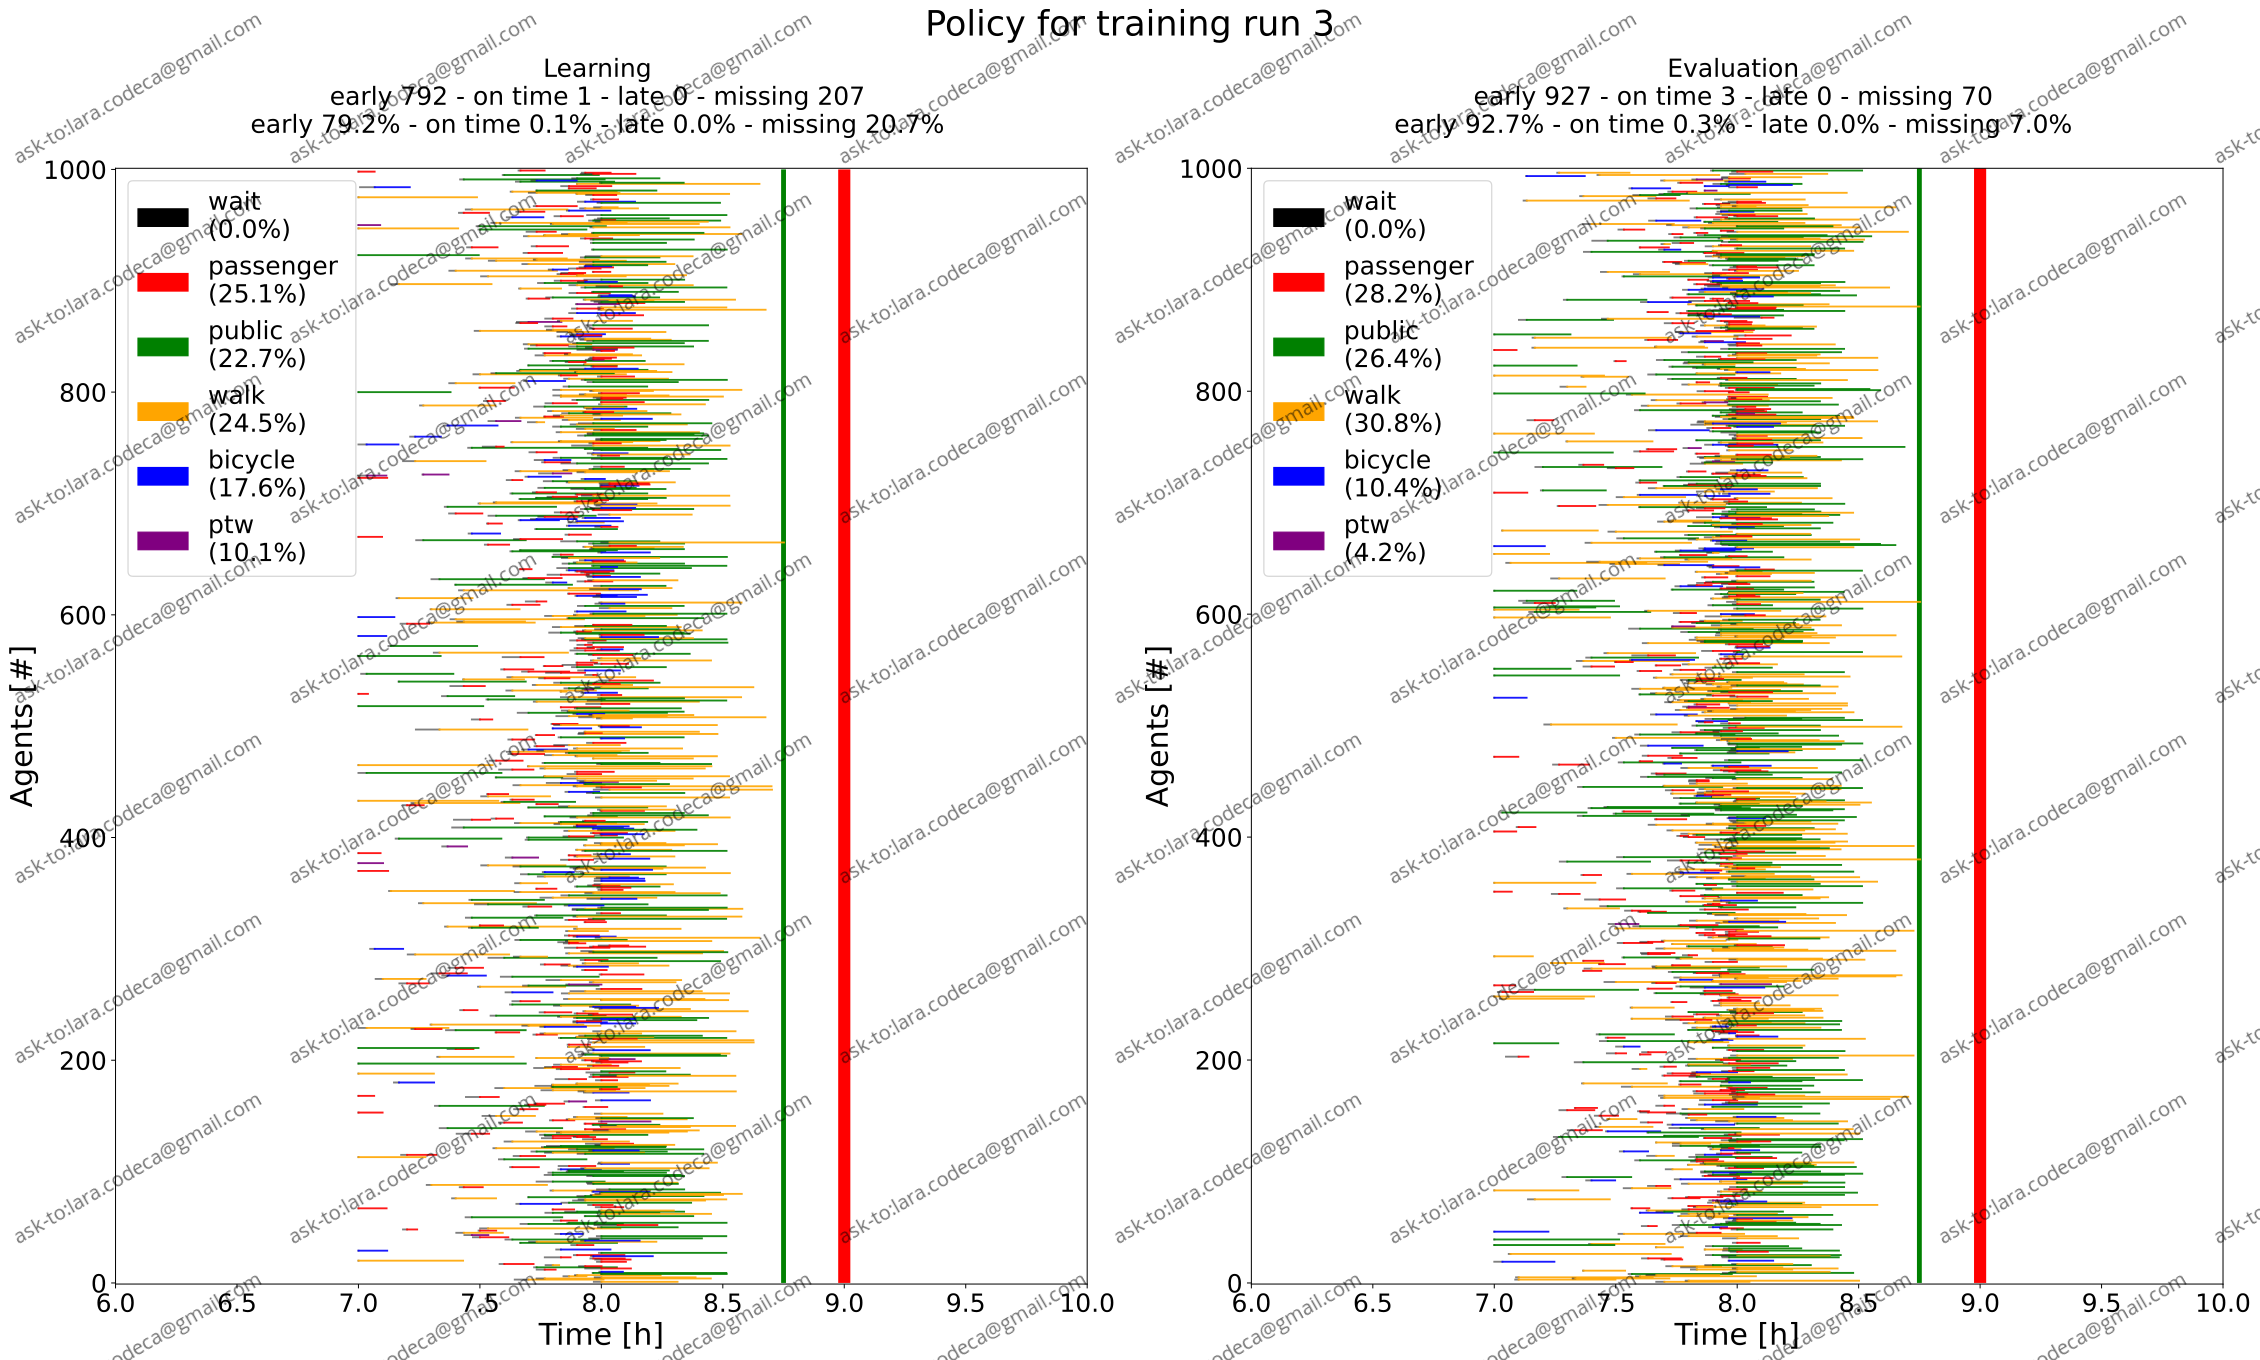 Policy for training run 3
Learning
early 792 - on time 1 - late 0 - missing 207
early 79.2% - on time 0.1% - late 0.0% - missing 20.7%
1000
800
600
400
200
0
Agents [#]
wait
(0.0%)
passenger
(25.1%)
public
(22.7%)
walk
(24.5%)
bicycle
(17.6%)
ptw
(10.1%)
6.0 6.5 7.0 7.5 8.0 8.5 9.0 9.5 10.0
Time [h]
Evaluation
early 927 - on time 3 - late 0 - missing 70
early 92.7% - on time 0.3% - late 0.0% - missing 7.0%
1000
800
600
400
200
0
Agents [#]
wait
(0.0%)
passenger
(28.2%)
public
(26.4%)
walk
(30.8%)
bicycle
(10.4%)
ptw
(4.2%)
6.0 6.5 7.0 7.5 8.0 8.5 9.0 9.5 10.0
Time [h]
ask-to:lara.codeca@gmail.com